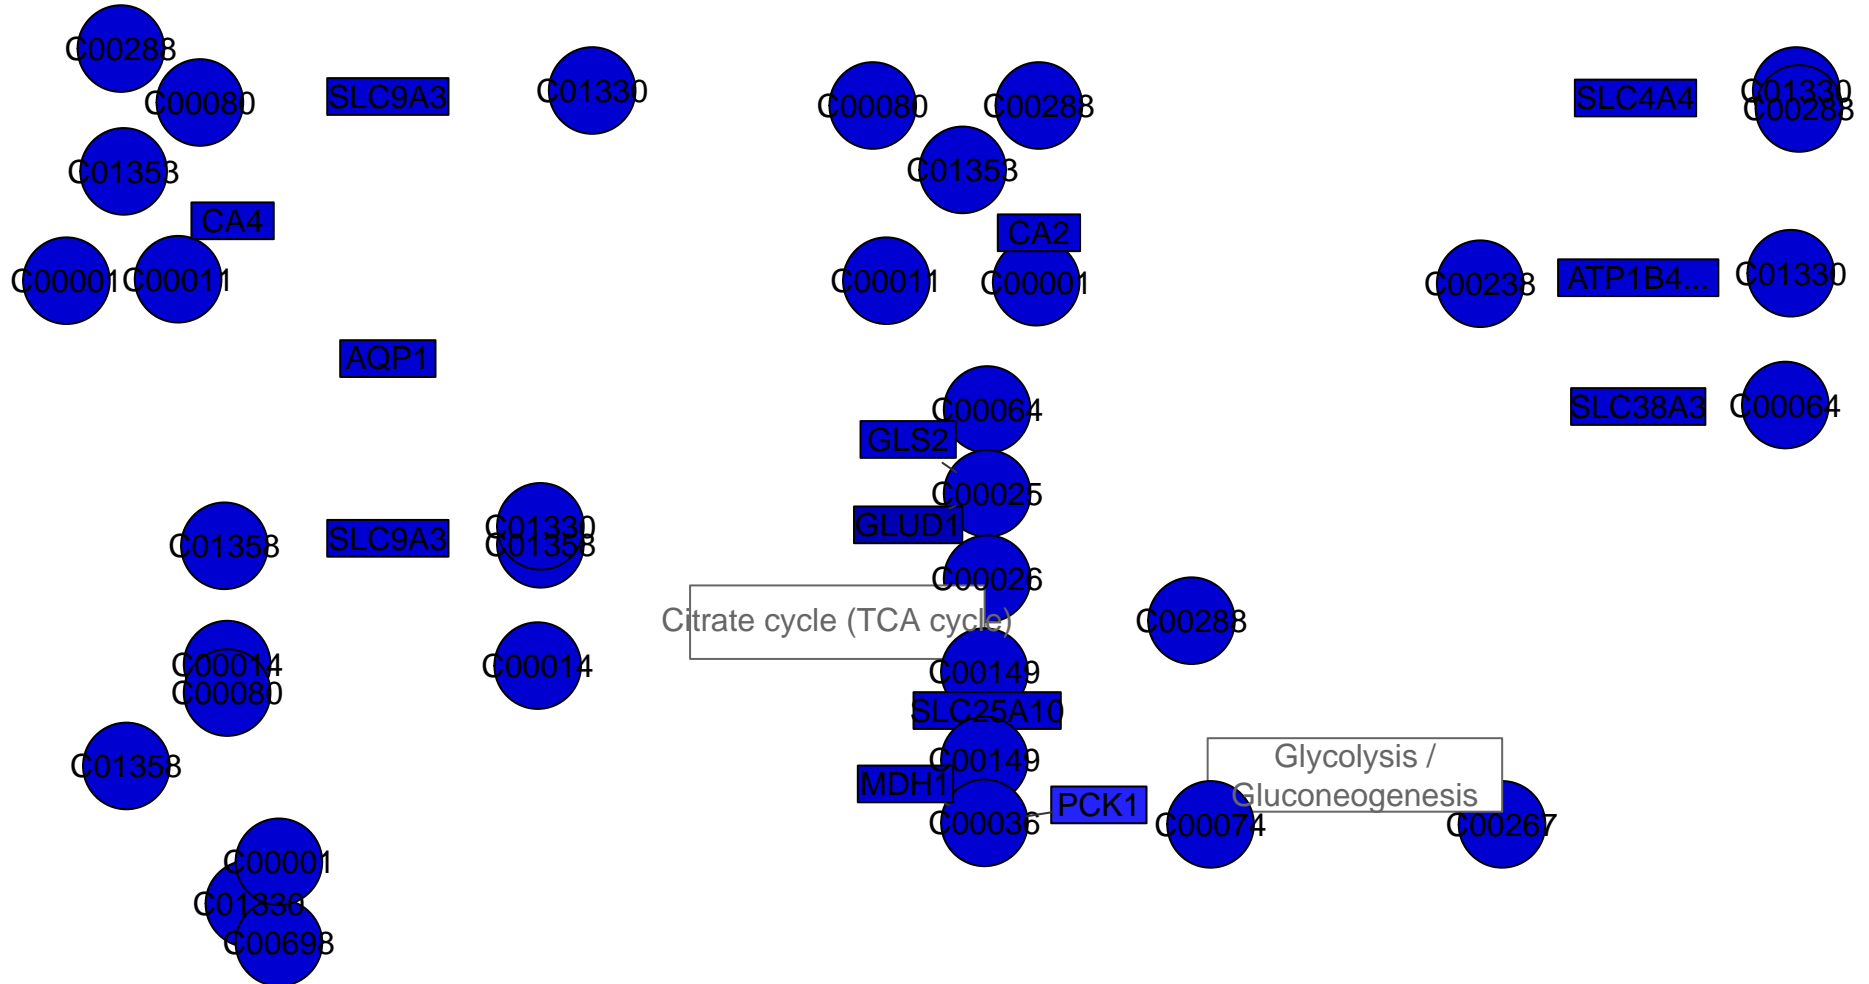 C00288
C00080
SLC9A3
C01330
C00080
C00288
SLC4A4
C01330
C00288
C01353
C01353
CA4
CA2
C00001
C00011
C00011
C00001
C00238
ATP1B4...
C01330
AQP1
C00064
SLC38A3
C00064
GLS2
C00025
C01358
SLC9A3
C01330
C01358
GLUD1
C00026
Citrate cycle (TCA cycle)
C00288
C00014
C00080
C00014
C00149
SLC25A10
C01358
C00149
Glycolysis /
Gluconeogenesis
MDH1
PCK1
C00036
C00074
C00267
C00001
C01330
C00698